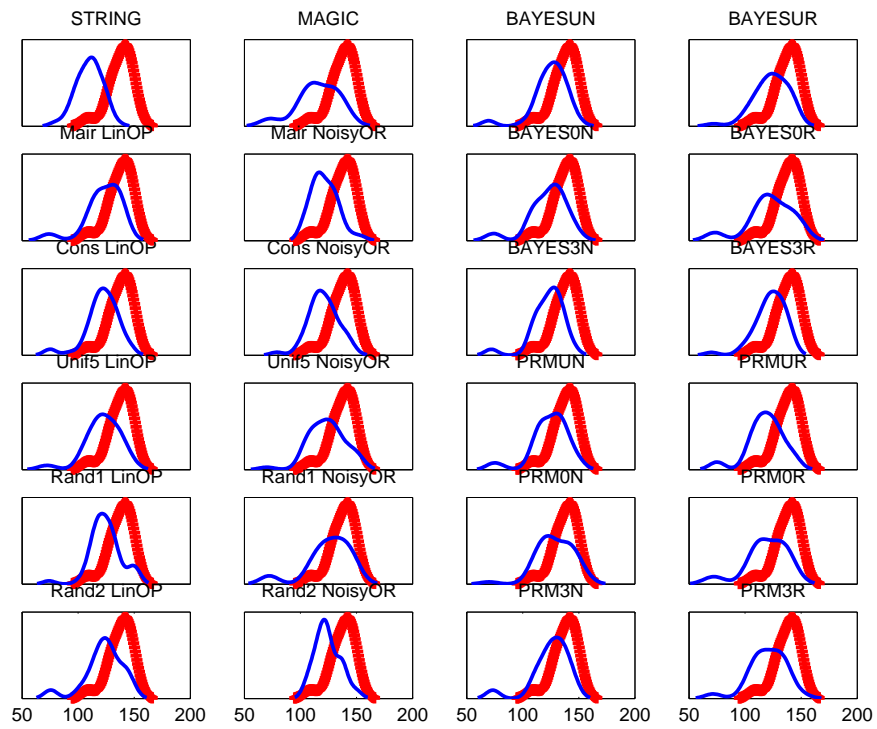 STRING MAGIC BAYESUN BAYESUR
Mair LinOP Mair NoisyOR BAYES0N BAYES0R
Cons LinOP Cons NoisyOR BAYES3N BAYES3R
Unif5 LinOP Unif5 NoisyOR PRMUN PRMUR
Rand1 LinOP Rand1 NoisyOR PRM0N PRM0R
Rand2 LinOP Rand2 NoisyOR PRM3N PRM3R
50 100 150 200 50 100 150 200 50 100 150 200 50 100 150 200